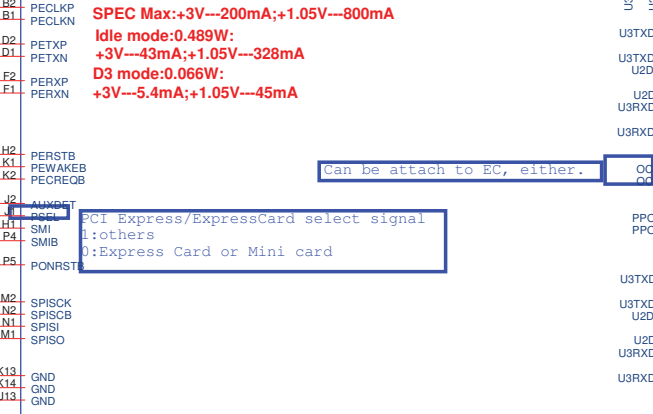 B2 PECLKP
B1 PECLKN
SPEC Max:+3V---200mA;+1.05V---800mA
Idle mode:0.489W:
+3V---43mA;+1.05V---328mA
D3 mode:0.066W:
+3V---5.4mA;+1.05V---45mA
D2 PETXP
D1 PETXN
F2 PERXP
F1 PERXN
H2 PERSTB
K1 PEWAKEB
K2 PECREQB
J2 AUXDET
PSEL
H1 SMI
P4 SMIB
P5 PONRSTB
PCI Express/ExpressCard select signal
1:others
0:Express Card or Mini card
Can be attach to EC, either.
M2 SPISCK
N2 SPISCB
N1 SPISI
M1 SPISO
K13 GND
K14 GND
J13 GND
U3TXD
U3TXD
U2D
U2D
U3RXD
U3RXD
OC
OC
PPO
PPO
U3TXD
U3TXD
U2D
U2D
U3RXD
U3RXD